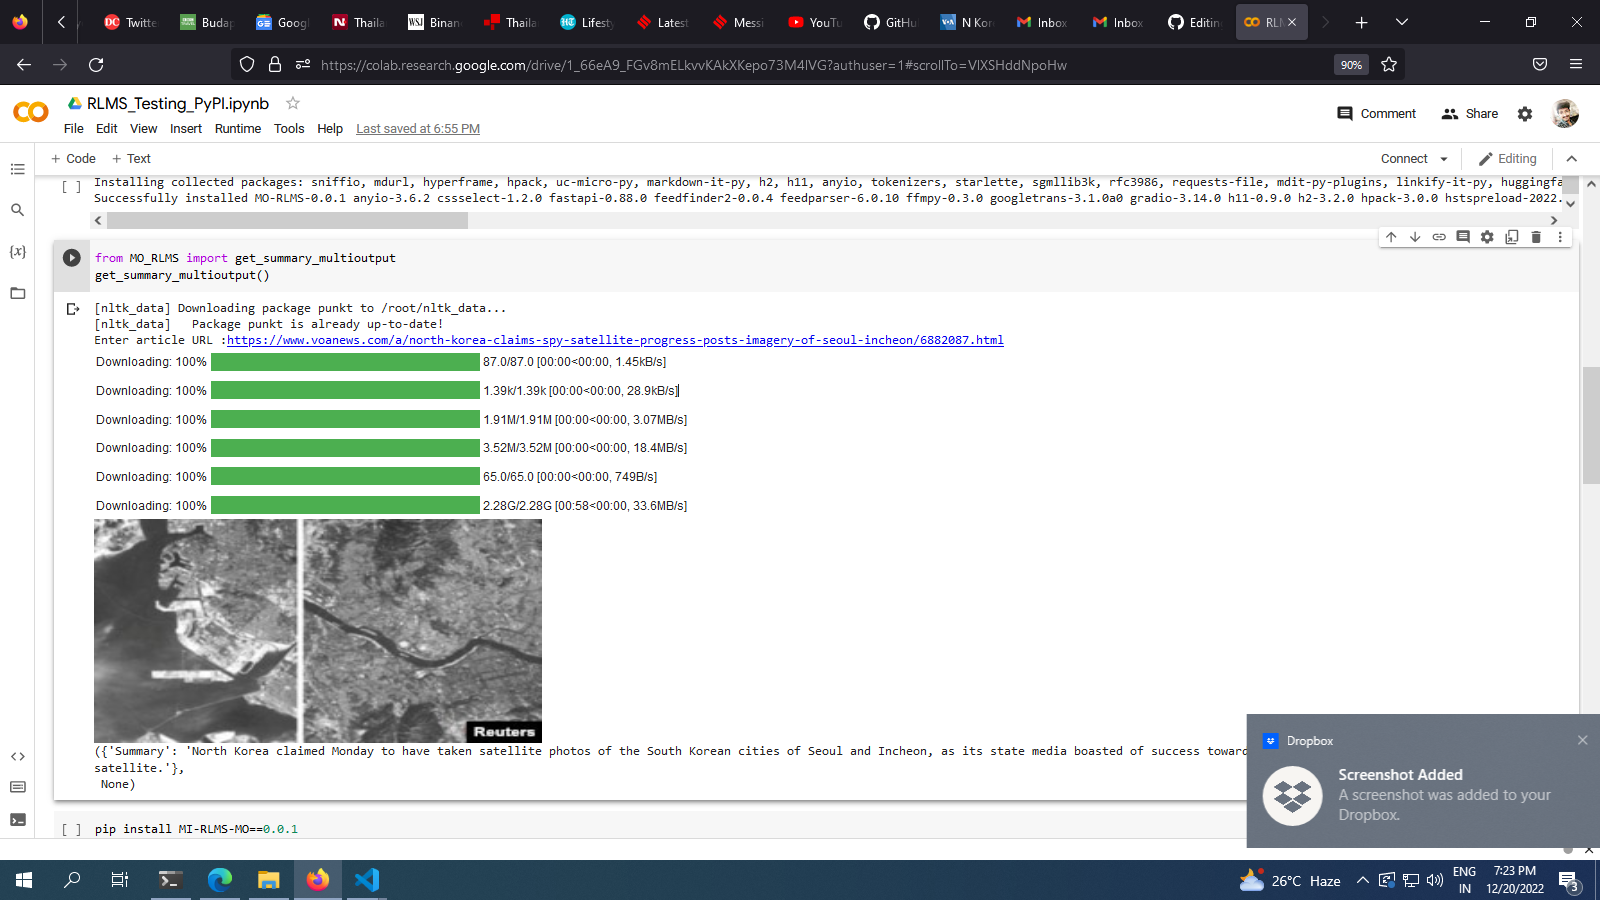 Twitte
Budap
Googl
Thaila
WSJ Binan
Thaila
Lifesty
Latest
Messi
YouTu
GitHu
N Kor
Inbox
Inbox
Editin
RLM
https://colab.research.google.com/drive/1_66eA9_FGv8mELkvvKAkXKepo73M4lVG?authuser=1#scrollTo=VlXSHddNpoHw
90%
RLMS_Testing_PyPI.ipynb
File Edit View Insert Runtime Tools Help Last saved at 6:55 PM
Comment Share
+ Code + Text
Connect Editing
[ ] Installing collected packages: sniffio, mdurl, hyperframe, hpack, uc-micro-py, markdown-it-py, h2, h11, anyio, tokenizers, starlette, sgmllib3k, rfc3986, requests-file, mdit-py-plugins, linkify-it-py, huggingfa
Successfully installed MO-RLMS-0.0.1 anyio-3.6.2 cssselect-1.2.0 fastapi-0.88.0 feedfinder2-0.0.4 feedparser-6.0.10 ffmpy-0.3.0 googletrans-3.1.0a0 gradio-3.14.0 h11-0.9.0 h2-3.2.0 hpack-3.0.0 hstspreload-2022.
from MO_RLMS import get_summary_multioutput
get_summary_multioutput()
[nltk_data] Downloading package punkt to /root/nltk_data...
[nltk_data] Package punkt is already up-to-date!
Enter article URL :https://www.voanews.com/a/north-korea-claims-spy-satellite-progress-posts-imagery-of-seoul-incheon/6882087.html
Downloading: 100% 87.0/87.0 [00:00<00:00, 1.45kB/s]
Downloading: 100% 1.39k/1.39k [00:00<00:00, 28.9kB/s]
Downloading: 100% 1.91M/1.91M [00:00<00:00, 3.07MB/s]
Downloading: 100% 3.52M/3.52M [00:00<00:00, 18.4MB/s]
Downloading: 100% 65.0/65.0 [00:00<00:00, 749B/s]
Downloading: 100% 2.28G/2.28G [00:58<00:00, 33.6MB/s]
Reuters
({'Summary': 'North Korea claimed Monday to have taken satellite photos of the South Korean cities of Seoul and Incheon, as its state media boasted of success toward
satellite.'},
None)
Dropbox
Screenshot Added
A screenshot was added to your
Dropbox.
[ ] pip install MI-RLMS-MO==0.0.1
26°C Haze
ENG
IN
7:23 PM
12/20/2022
3